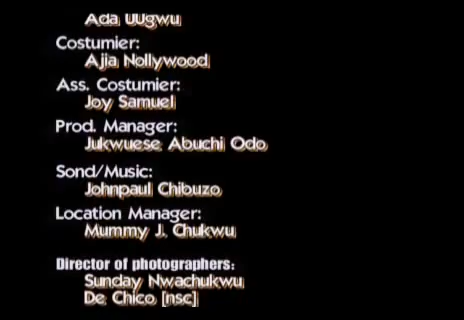 Ada UUgwu
Costumier:
Ajia Nollywood
Ass. Costumier:
Joy Samuel
Prod. Manager:
Jukwuese Abuchi Odo
Sond/Music:
Johnpaul Chibuzo
Location Manager:
Mummy J. Chukwu
Director of photographers:
Sunday Nwachukwu
De Chico [nsc]